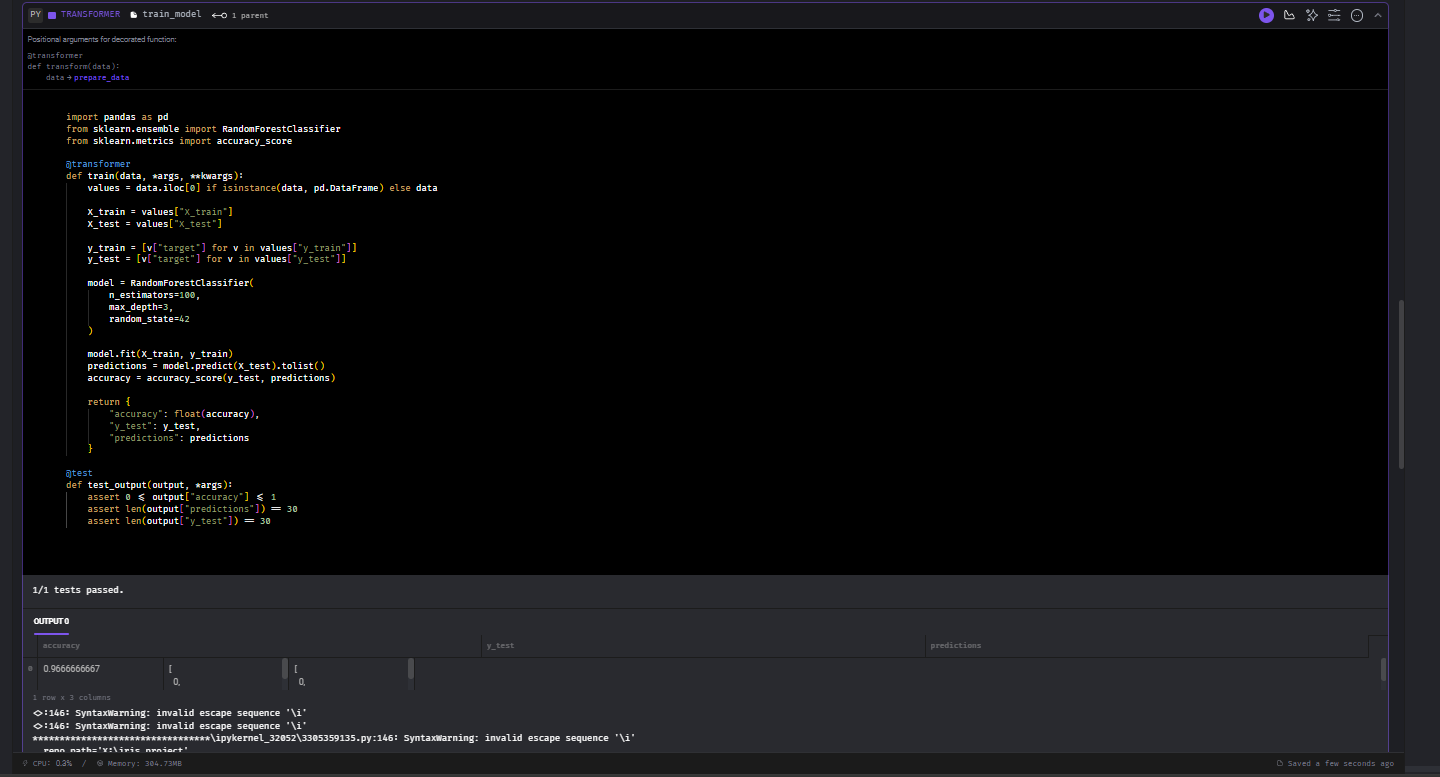 PY TRANSFORMER train_model 1 parent
Positional arguments for decorated function:
@transformer
def transform(data):
    data → prepare_data
import pandas as pd
from sklearn.ensemble import RandomForestClassifier
from sklearn.metrics import accuracy_score
@transformer
def train(data, *args, **kwargs):
    values = data.iloc[0] if isinstance(data, pd.DataFrame) else data
    X_train = values["X_train"]
    X_test = values["X_test"]
    y_train = [v["target"] for v in values["y_train"]]
    y_test = [v["target"] for v in values["y_test"]]
    model = RandomForestClassifier(
        n_estimators=100,
        max_depth=3,
        random_state=42
    )
    model.fit(X_train, y_train)
    predictions = model.predict(X_test).tolist()
    accuracy = accuracy_score(y_test, predictions)
    return {
        "accuracy": float(accuracy),
        "y_test": y_test,
        "predictions": predictions
    }
@test
def test_output(output, *args):
    assert 0 <= output["accuracy"] <= 1
    assert len(output["predictions"]) == 30
    assert len(output["y_test"]) == 30
1/1 tests passed.
OUTPUT 0
accuracy y_test predictions
0 0.9666666667 [ [
0, 0,
1 row x 3 columns
<>:146: SyntaxWarning: invalid escape sequence '\i'
<>:146: SyntaxWarning: invalid escape sequence '\i'
*********************************\ipykernel_32052\3305359135.py:146: SyntaxWarning: invalid escape sequence '\i'
  repo_path='X:\iris_project'
CPU: 0.3% / Memory: 304.73MB Saved a few seconds ago